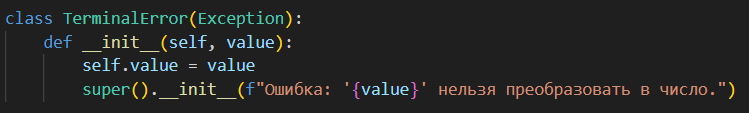 class TerminalError(Exception):
    def __init__(self, value):
        self.value = value
        super().__init__(f"Ошибка: '{value}' нельзя преобразовать в число.")